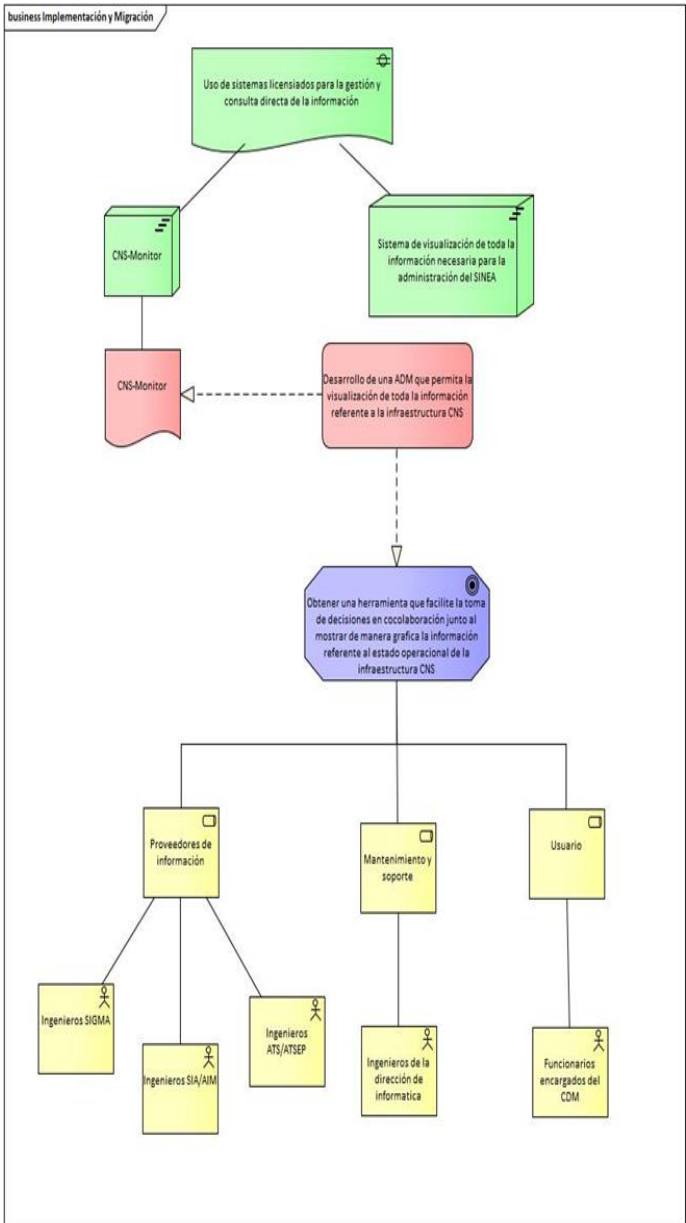 business Implementación y Migración
Uso de sistemas licensiados para la gestión y
consulta directa de la información
CNS-Monitor
Sistema de visualización de toda la
información necesaria para la
administración del SINEA
CNS-Monitor
Desarrollo de una ADM que permita la
visualización de toda la información
referente a la infraestructura CNS
Obtener una herramienta que facilite la toma
de decisiones en cocolaboración junto al
mostrar de manera grafica la información
referente al estado operacional de la
infraestructura CNS
Proveedores de
información
Mantenimiento y
soporte
Usuario
Ingenieros SIGMA
Ingenieros SIA/AIM
Ingenieros
ATS/ATSEP
Ingenieros de la
dirección de
informatica
Funcionarios
encargados del
CDM